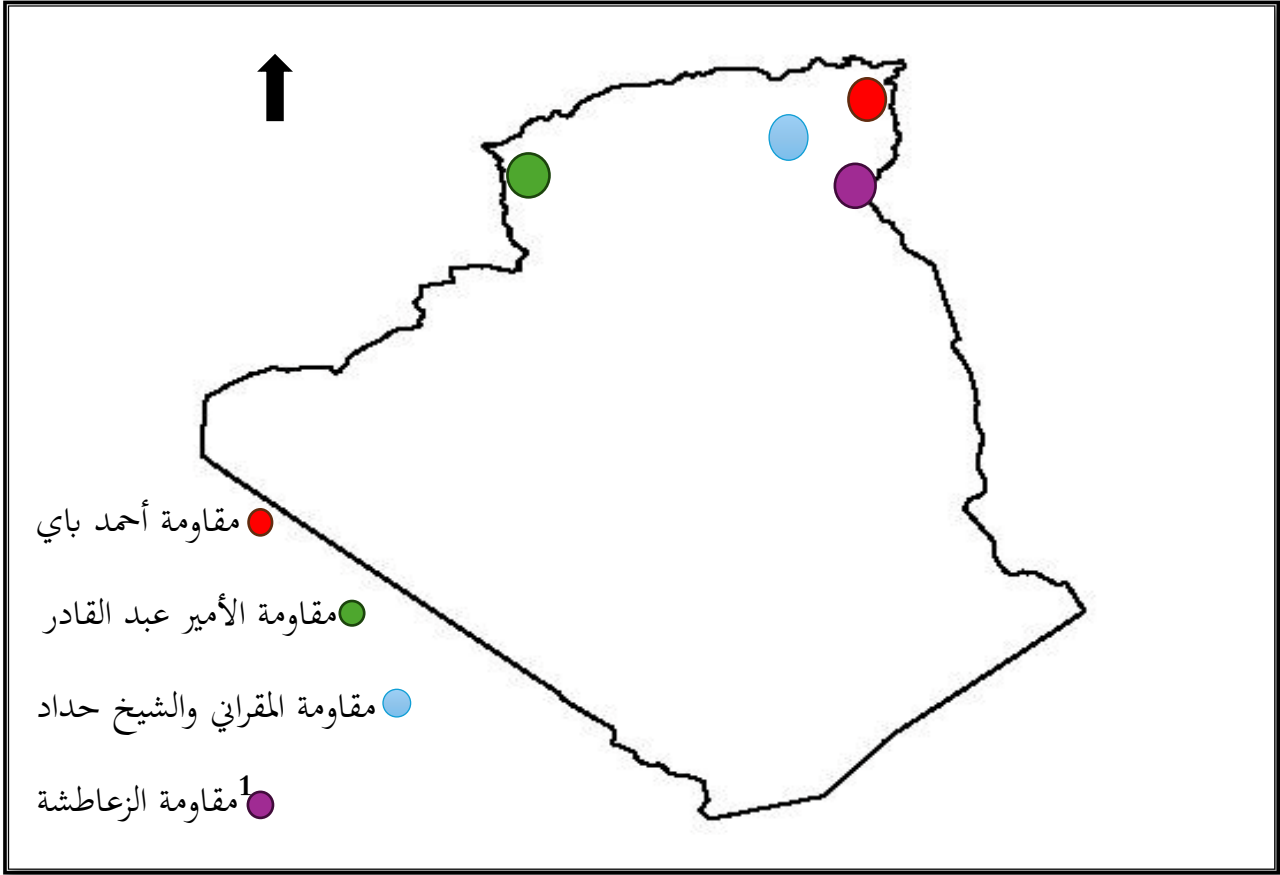 مقاومة أحمد باي
مقاومة الأمير عبد القادر
مقاومة المقراني والشيخ حداد
1مقاومة الزعاطشة